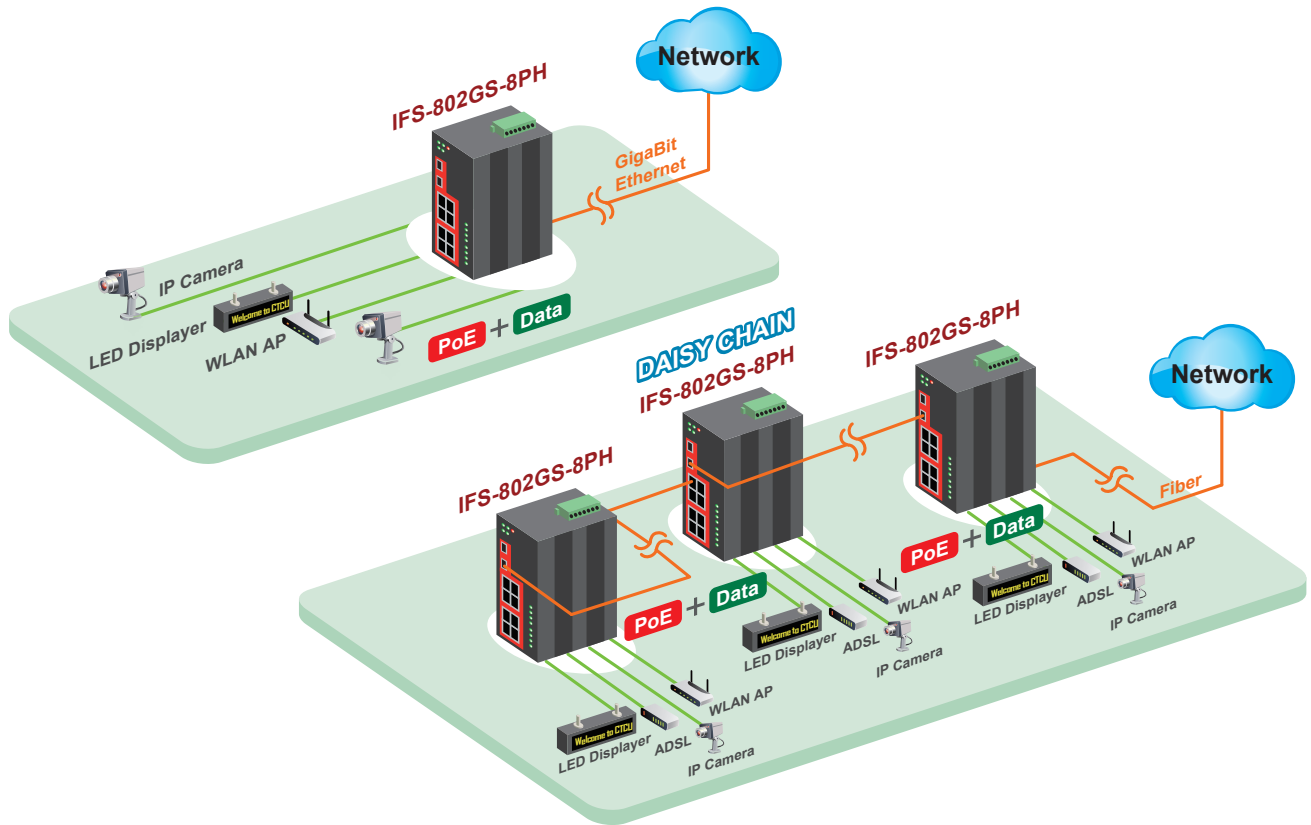 Network
IFS-802GS-8PH
GigaBit
Ethernet
IP Camera
Welcome to CTCU
LED Displayer
WLAN AP
PoE + Data
DAISY CHAIN
IFS-802GS-8PH
IFS-802GS-8PH
Network
IFS-802GS-8PH
Fiber
PoE + Data
WLAN AP
Welcome to CTCU
LED Displayer
ADSL
IP Camera
PoE + Data
WLAN AP
Welcome to CTCU
LED Displayer
ADSL
IP Camera
WLAN AP
Welcome to CTCU
LED Displayer
ADSL
IP Camera